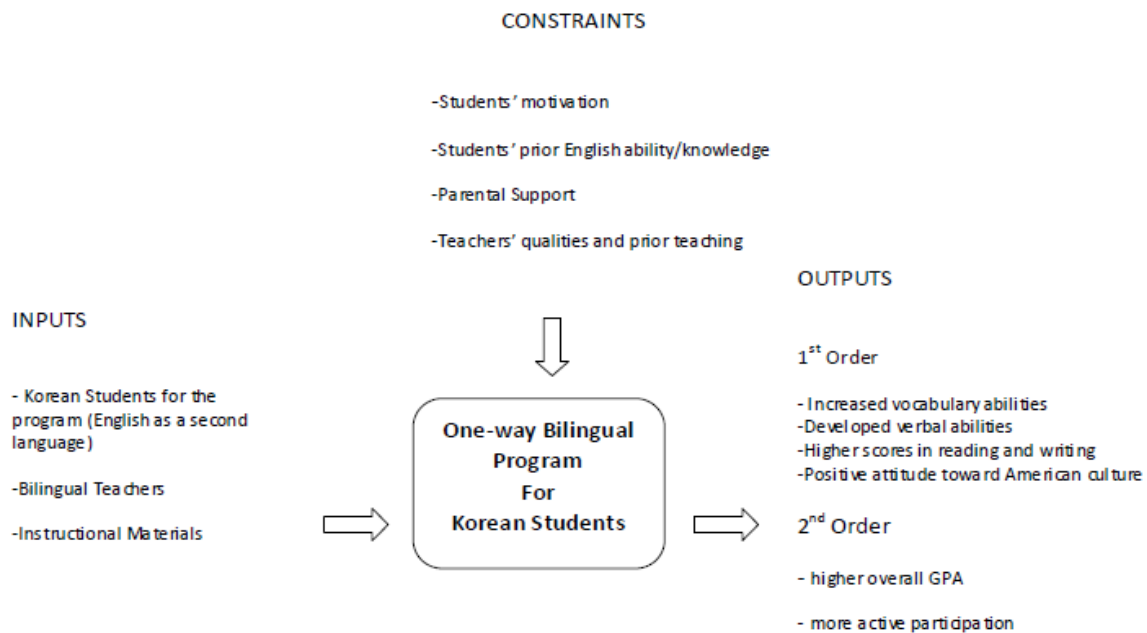 CONSTRAINTS
-Students' motivation
-Students' prior English ability/knowledge
-Parental Support
-Teachers' qualities and prior teaching
INPUTS
- Korean Students for the
program (English as a second
language)
-Bilingual Teachers
-Instructional Materials
One-way Bilingual
Program
For
Korean Students
OUTPUTS
1st Order
- Increased vocabulary abilities
- Developed verbal abilities
- Higher scores in reading and writing
- Positive attitude toward American culture
2nd Order
- higher overall GPA
- more active participation